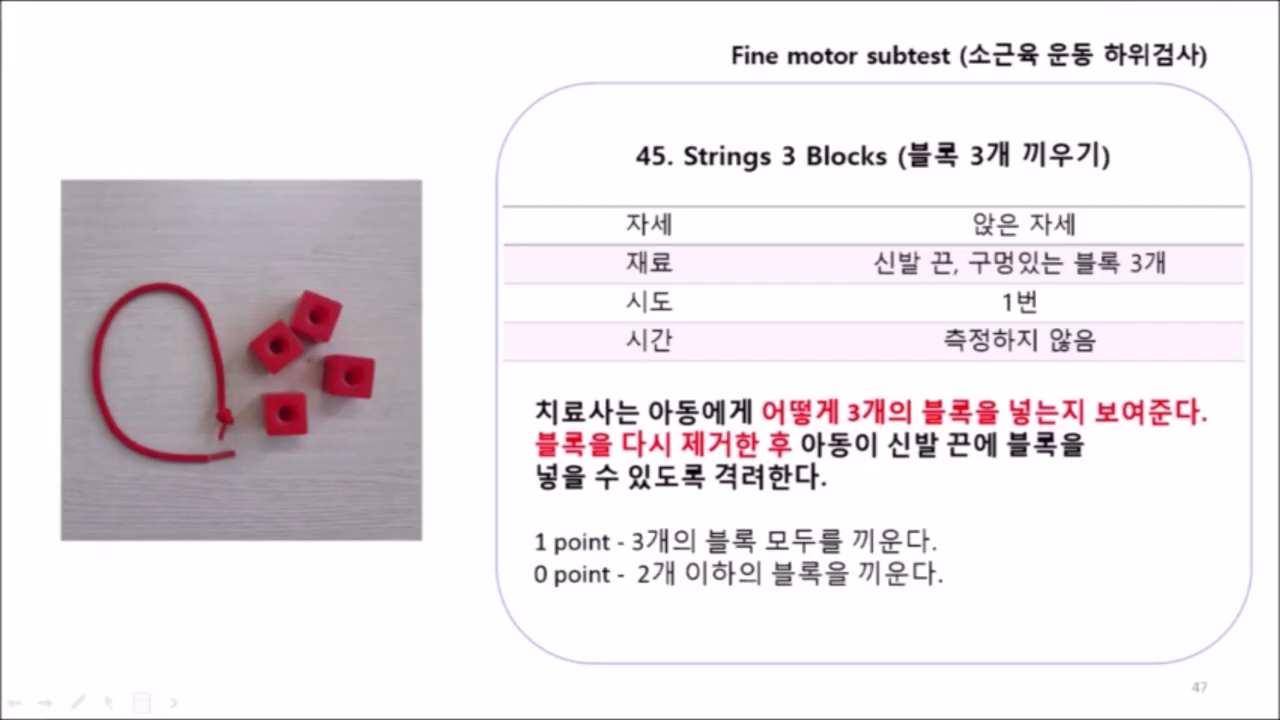 Fine motor subtest (소근육 운동 하위검사)
45. Strings 3 Blocks (블록 3개 끼우기)
자세 앉은 자세
재료 신발 끈, 구멍있는 블록 3개
시도 1번
시간 측정하지 않음
치료사는 아동에게 어떻게 3개의 블록을 넣는지 보여준다.
블록을 다시 제거한 후 아동이 신발 끈에 블록을
넣을 수 있도록 격려한다.
1 point - 3개의 블록 모두를 끼운다.
0 point - 2개 이하의 블록을 끼운다.
47